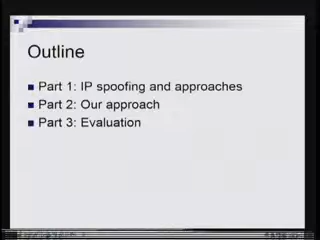 Outline
Part 1: IP spoofing and approaches
Part 2: Our approach
Part 3: Evaluation